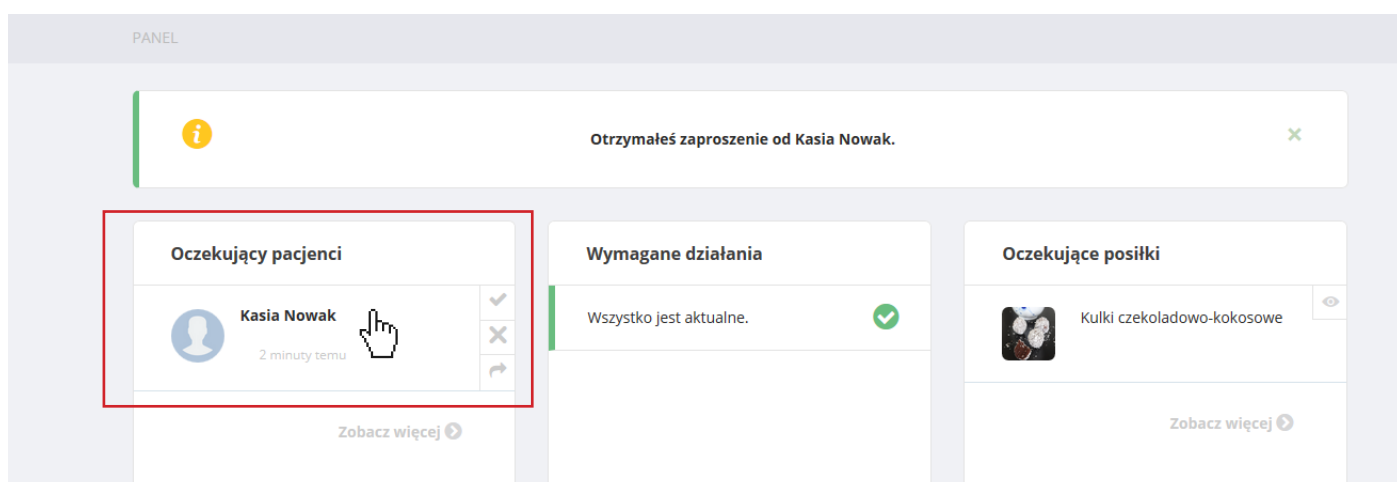 PANEL
Otrzymałeś zaproszenie od Kasia Nowak.
Oczekujący pacjenci
Kasia Nowak
2 minuty temu
Zobacz więcej
Wymagane działania
Wszystko jest aktualne.
Oczekujące posiłki
Kulki czekoladowo-kokosowe
Zobacz więcej